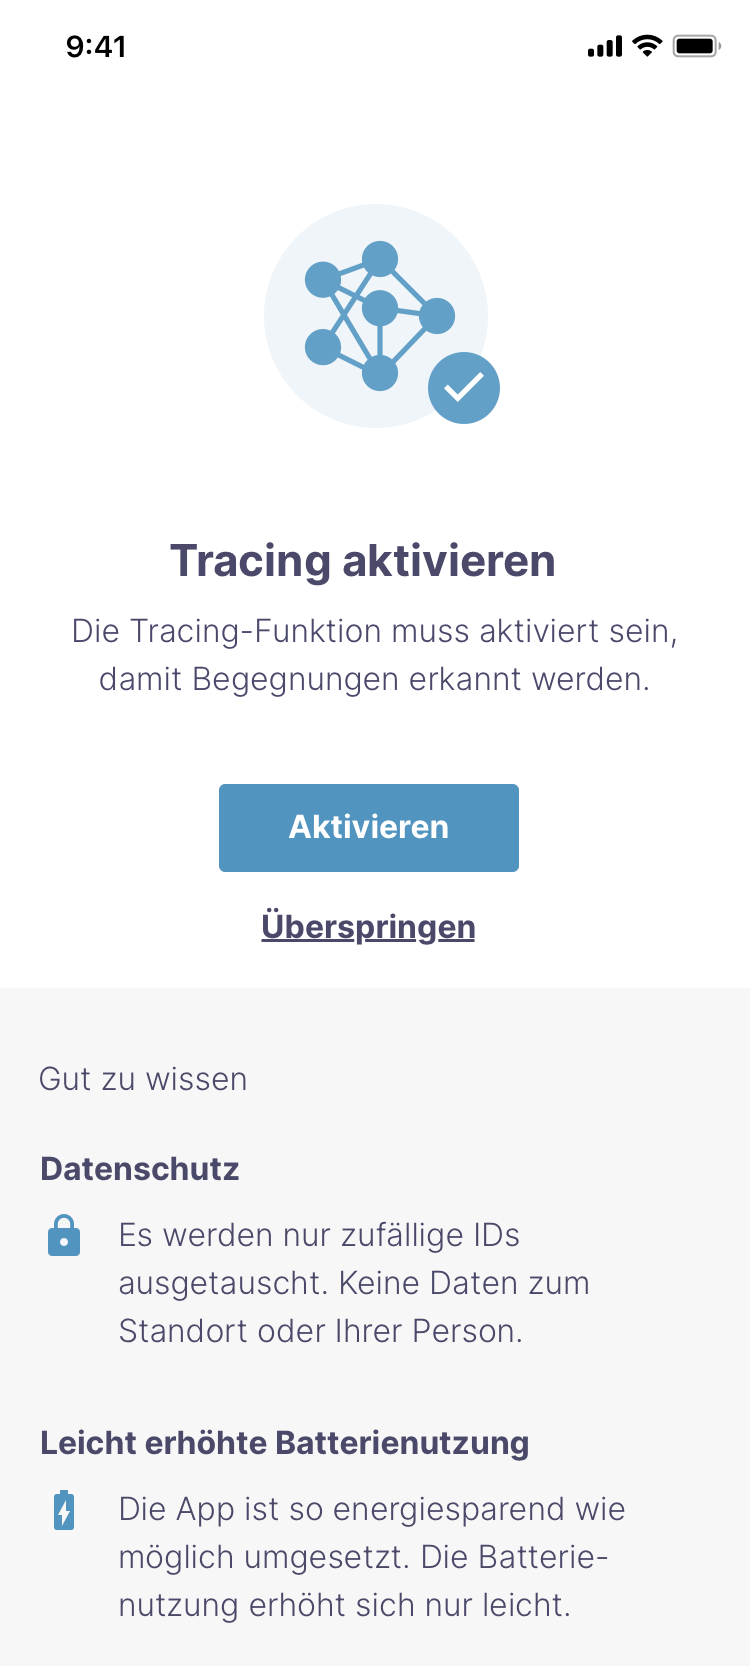 9:41
Tracing aktivieren
Die Tracing-Funktion muss aktiviert sein,
damit Begegnungen erkannt werden.
Aktivieren
Überspringen
Gut zu wissen
Datenschutz
Es werden nur zufällige IDs
ausgetauscht. Keine Daten zum
Standort oder Ihrer Person.
Leicht erhöhte Batterienutzung
Die App ist so energiesparend wie
möglich umgesetzt. Die Batterie-
nutzung erhöht sich nur leicht.